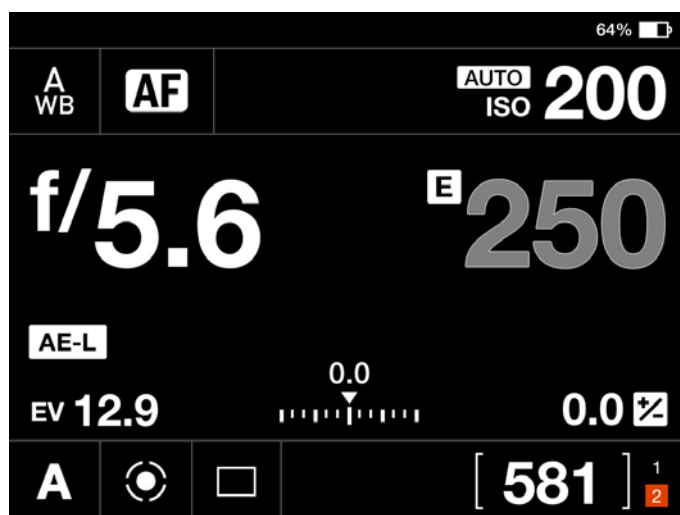 64%
A WB AF AUTO ISO 200
f/5.6 E 250
AE-L
0.0
EV 12.9 0.0 +/-
A [ 581 ] 1 2